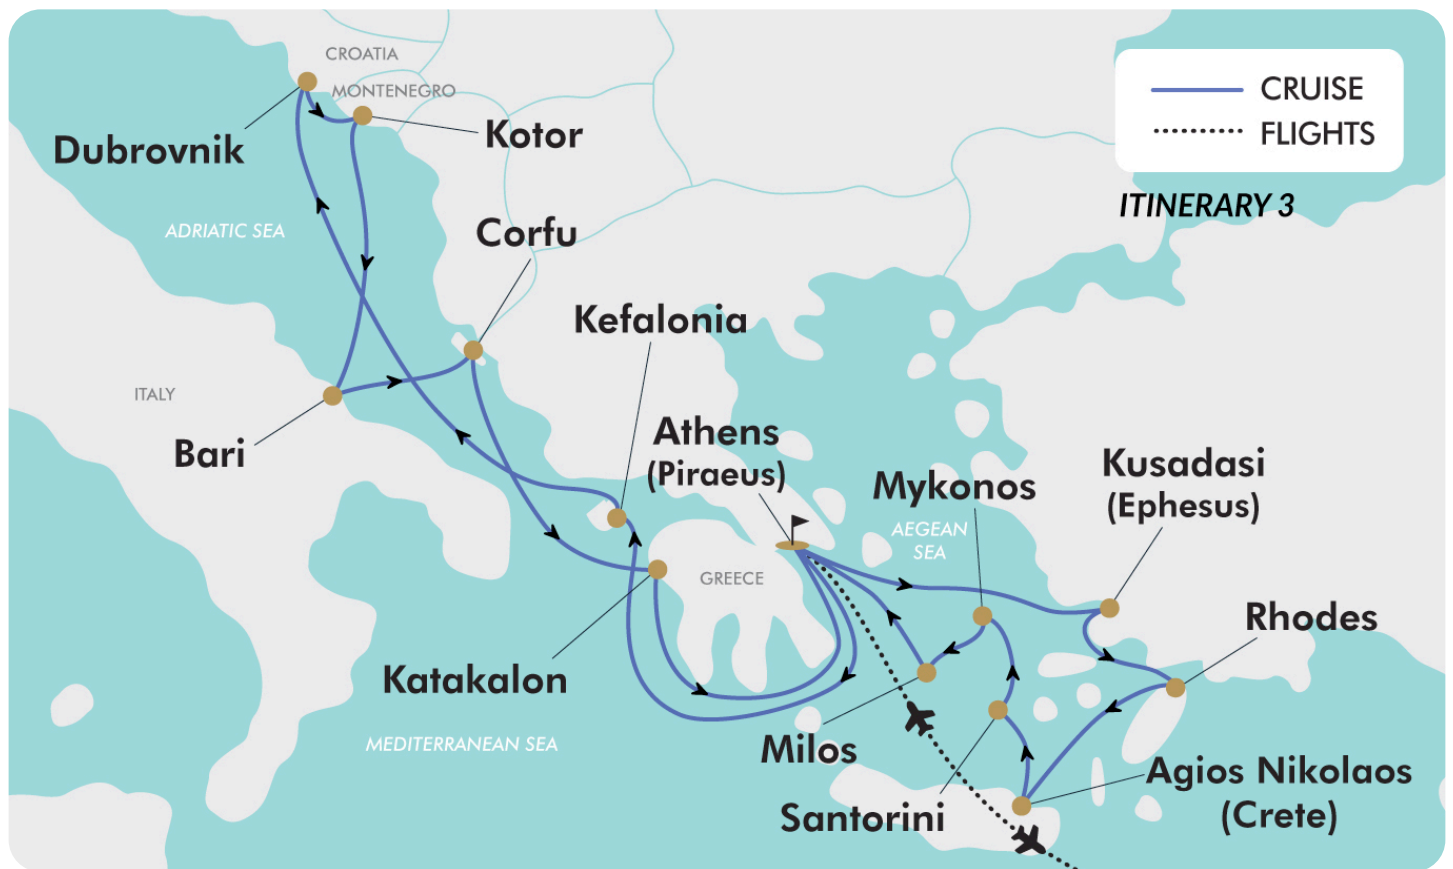 CROATIA
MONTENEGRO
CRUISE
FLIGHTS
Dubrovnik
Kotor
ITINERARY 3
ADRIATIC SEA
Corfu
Kefalonia
ITALY
Bari
Athens
(Piraeus)
Mykonos
Kusadasi
(Ephesus)
AEGEAN
SEA
GREECE
Rhodes
Katakalon
MEDITERRANEAN SEA
Milos
Agios Nikolaos
(Crete)
Santorini